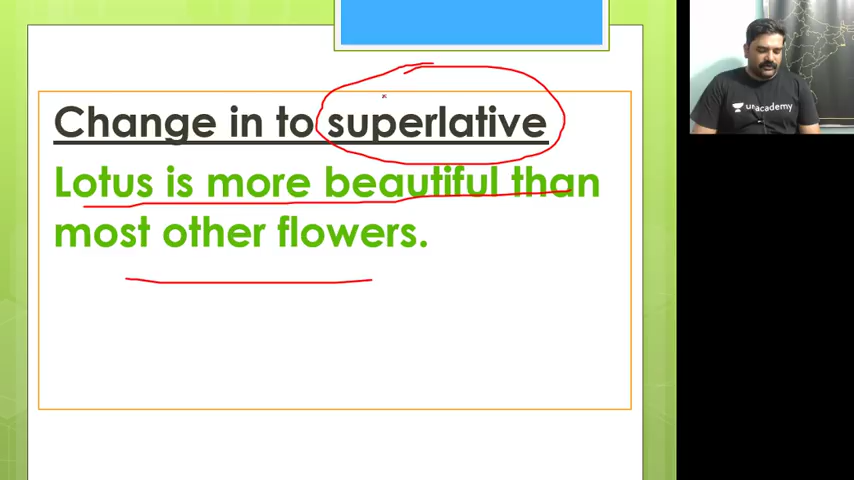 Change in to superlative
Lotus is more beautiful than
most other flowers.
unacademy